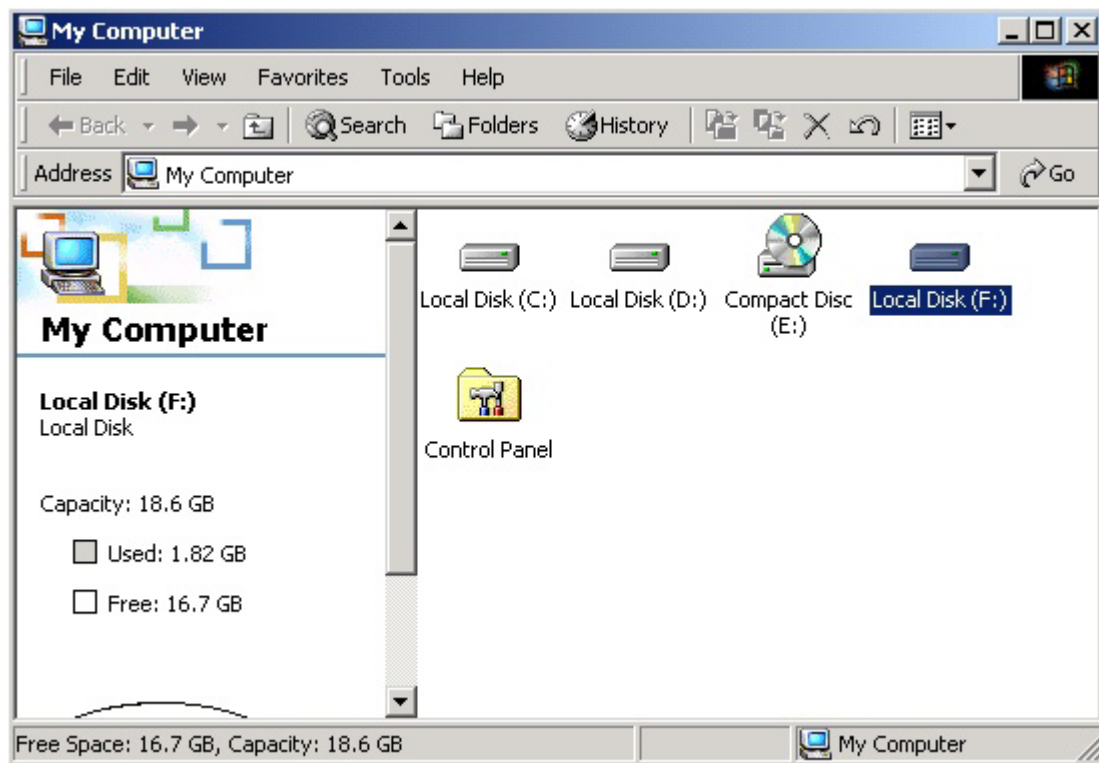 My Computer
File Edit View Favorites Tools Help
Back Search Folders History
Address My Computer Go
My Computer
Local Disk (F:)
Local Disk
Capacity: 18.6 GB
Used: 1.82 GB
Free: 16.7 GB
Local Disk (C:) Local Disk (D:) Compact Disc (E:) Local Disk (F:)
Control Panel
Free Space: 16.7 GB, Capacity: 18.6 GB My Computer